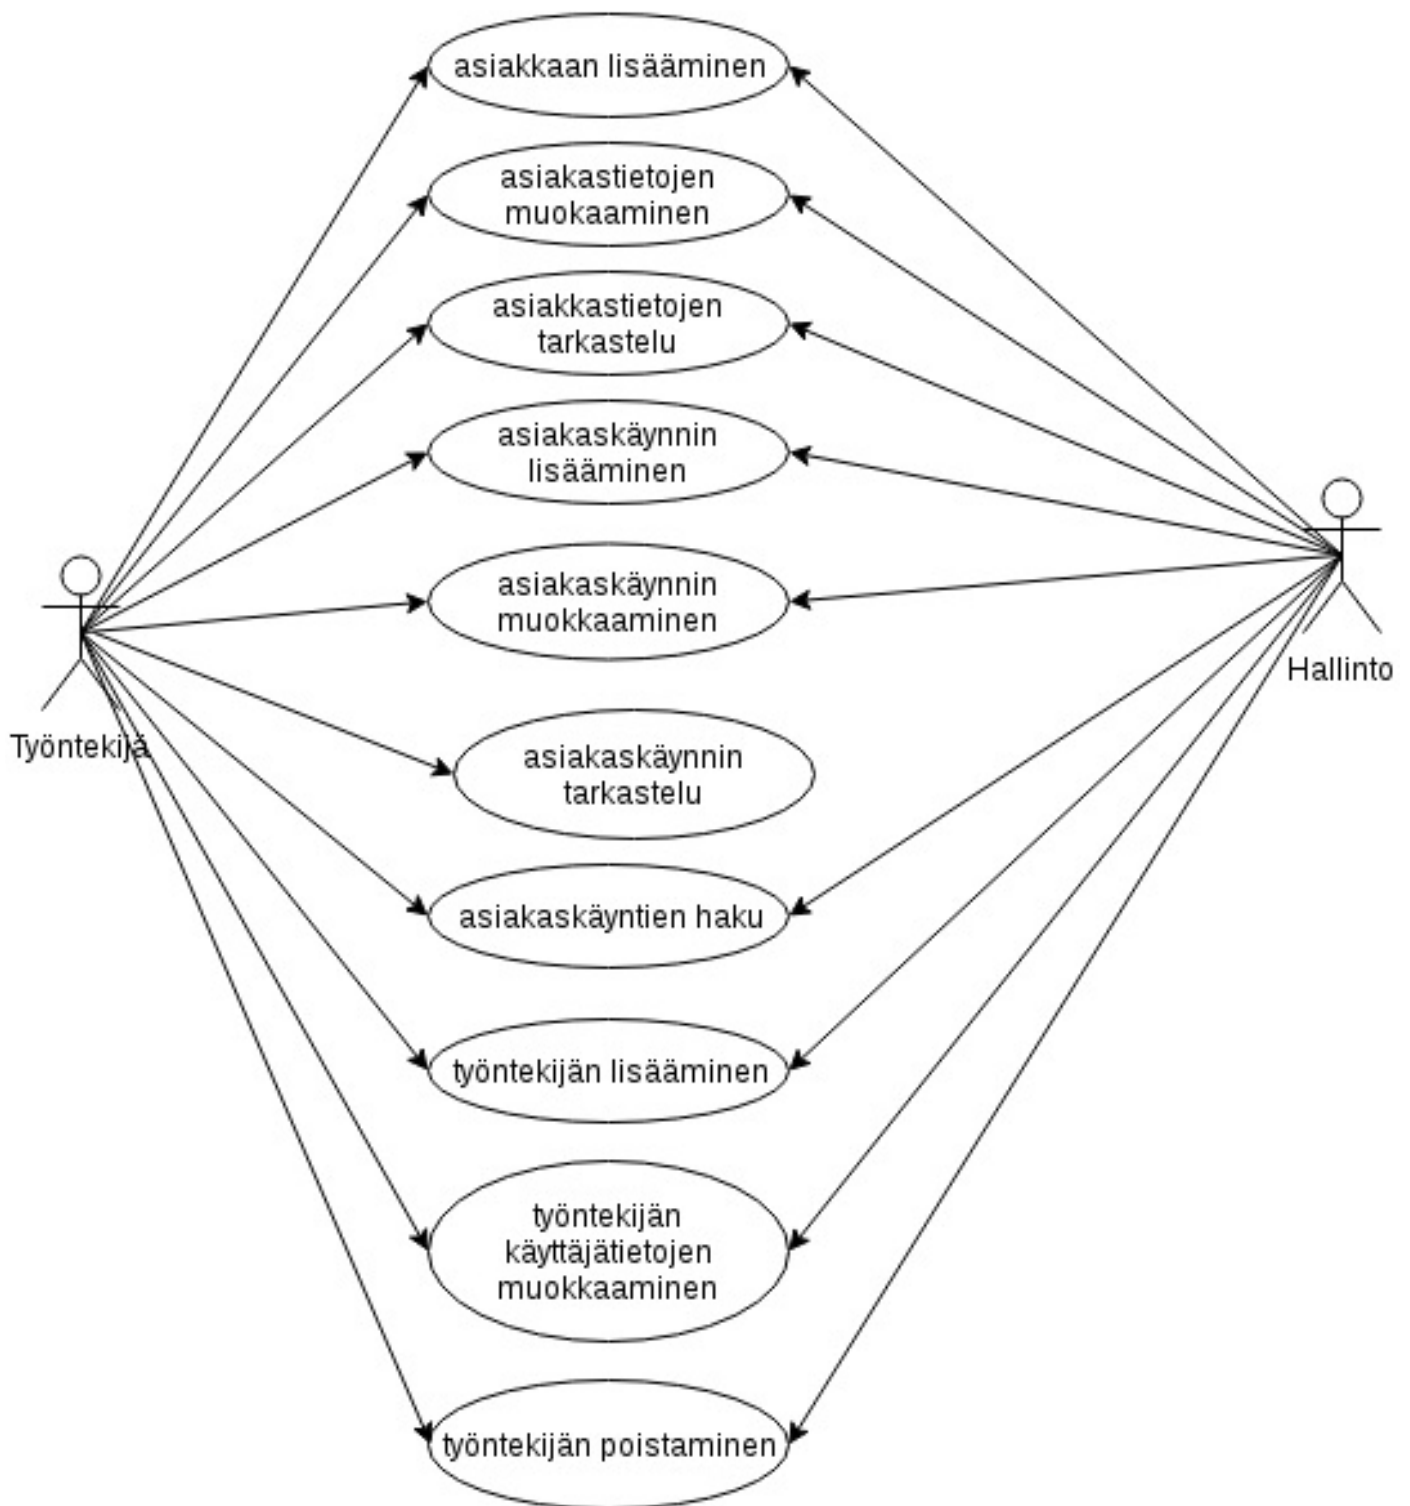 asiakkaan lisääminen
asiakastietojen
muokaaminen
asiakkastietojen
tarkastelu
asiakaskäynnin
lisääminen
asiakaskäynnin
muokkaaminen
Hallinto
Työntekijä
asiakaskäynnin
tarkastelu
asiakaskäyntien haku
työntekijän lisääminen
työntekijän
käyttäjätietojen
muokkaaminen
työntekijän poistaminen